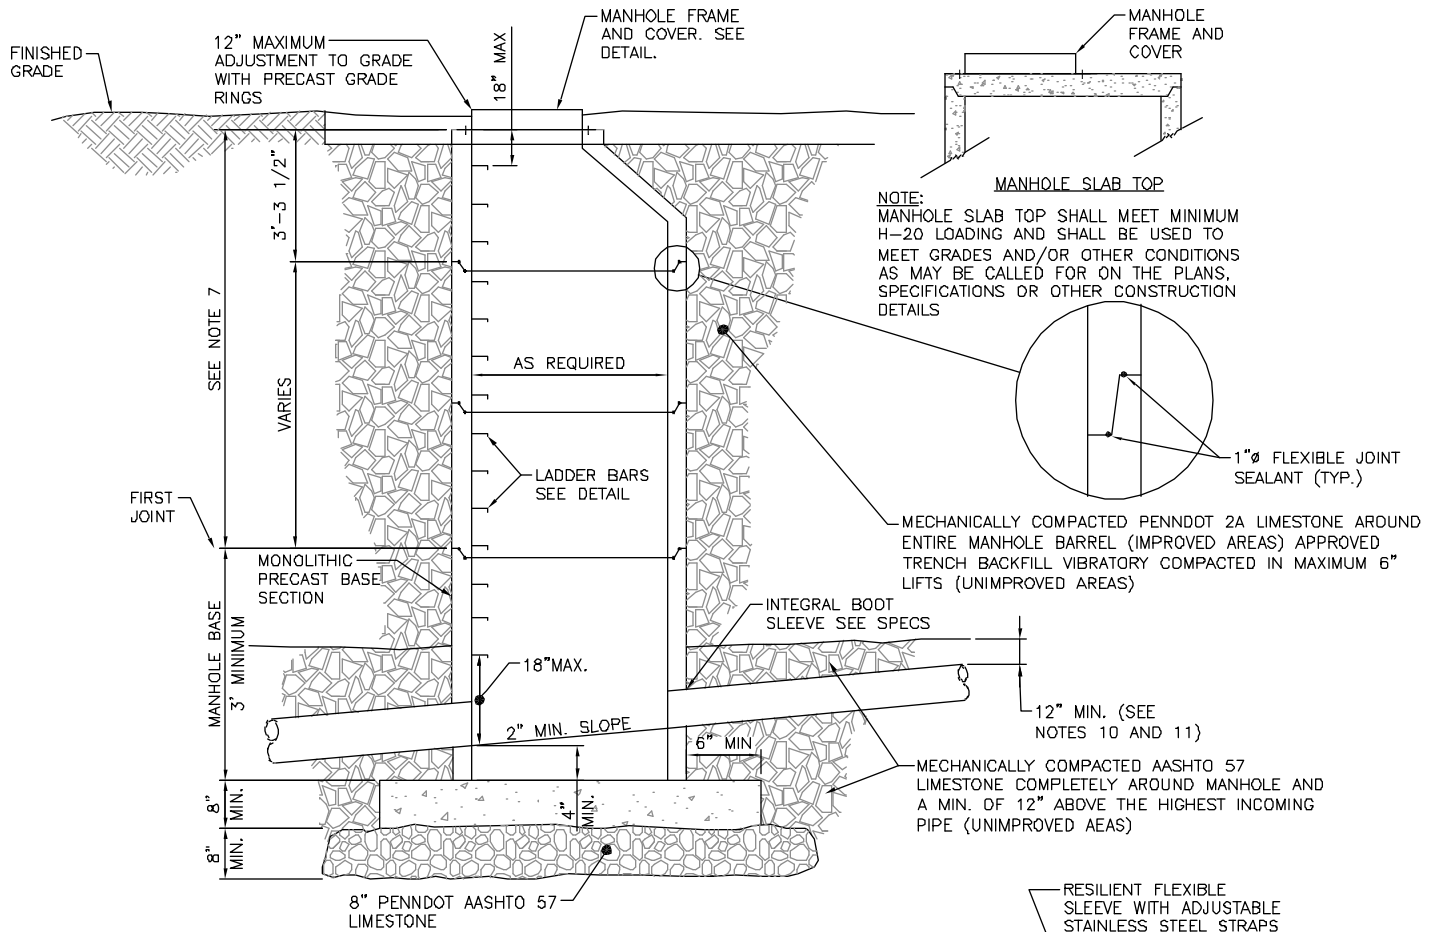 FINISHED
GRADE
12" MAXIMUM
ADJUSTMENT TO GRADE
WITH PRECAST GRADE
RINGS
18" MAX
MANHOLE FRAME
AND COVER. SEE
DETAIL.
MANHOLE
FRAME AND
COVER
MANHOLE SLAB TOP
NOTE:
MANHOLE SLAB TOP SHALL MEET MINIMUM
H-20 LOADING AND SHALL BE USED TO
MEET GRADES AND/OR OTHER CONDITIONS
AS MAY BE CALLED FOR ON THE PLANS,
SPECIFICATIONS OR OTHER CONSTRUCTION
DETAILS
3'-3 1/2"
SEE NOTE 7
VARIES
AS REQUIRED
LADDER BARS
SEE DETAIL
1"ø FLEXIBLE JOINT
SEALANT (TYP.)
FIRST
JOINT
MECHANICALLY COMPACTED PENNDOT 2A LIMESTONE AROUND
ENTIRE MANHOLE BARREL (IMPROVED AREAS) APPROVED
TRENCH BACKFILL VIBRATORY COMPACTED IN MAXIMUM 6"
LIFTS (UNIMPROVED AREAS)
MONOLITHIC
PRECAST BASE
SECTION
INTEGRAL BOOT
SLEEVE SEE SPECS
MANHOLE BASE
3' MINIMUM
18"MAX.
2" MIN. SLOPE
6" MIN
12" MIN. (SEE
NOTES 10 AND 11)
MECHANICALLY COMPACTED AASHTO 57
LIMESTONE COMPLETELY AROUND MANHOLE AND
A MIN. OF 12" ABOVE THE HIGHEST INCOMING
PIPE (UNIMPROVED AEAS)
8"
MIN.
4"
MIN.
8"
MIN.
8" PENNDOT AASHTO 57
LIMESTONE
RESILIENT FLEXIBLE
SLEEVE WITH ADJUSTABLE
STAINLESS STEEL STRAPS